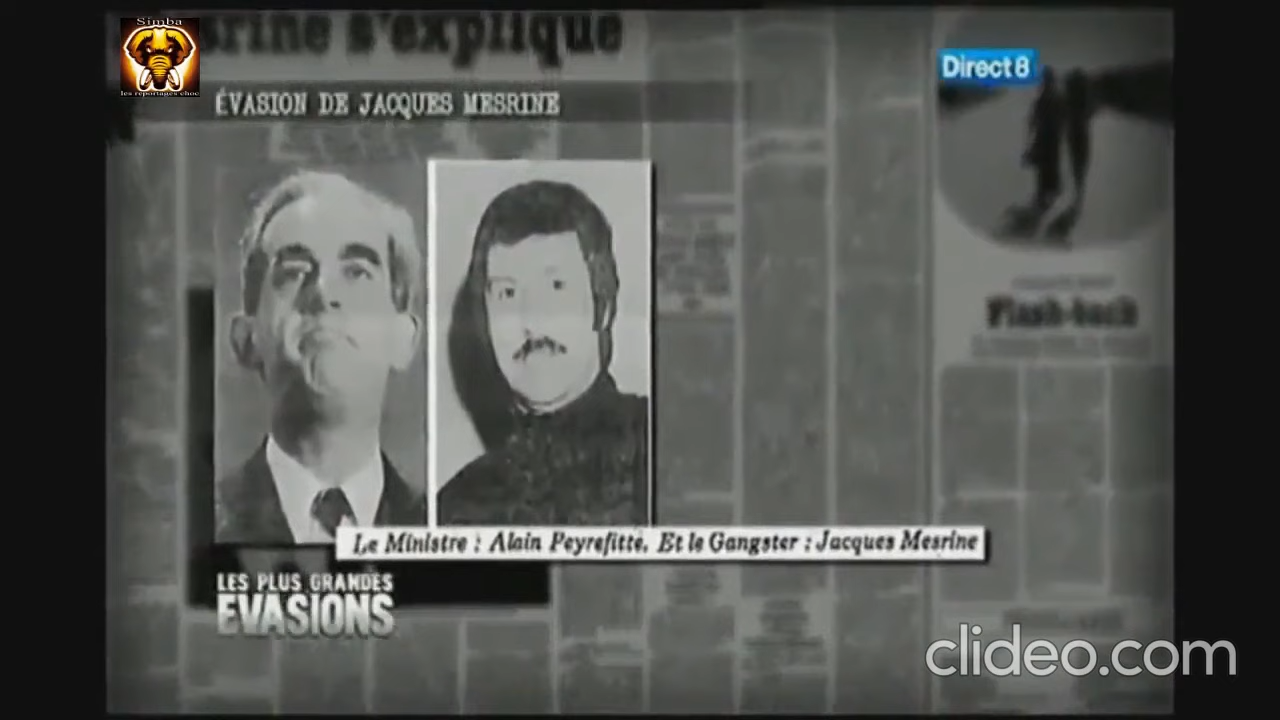 Simba
les reportages choc
srine s'explique
Direct 8
ÉVASION DE JACQUES MESRINE
Flash-back
Le Ministre : Alain Peyrefitte. Et le Gangster : Jacques Mesrine
LES PLUS GRANDES
EVASIONS
clideo.com